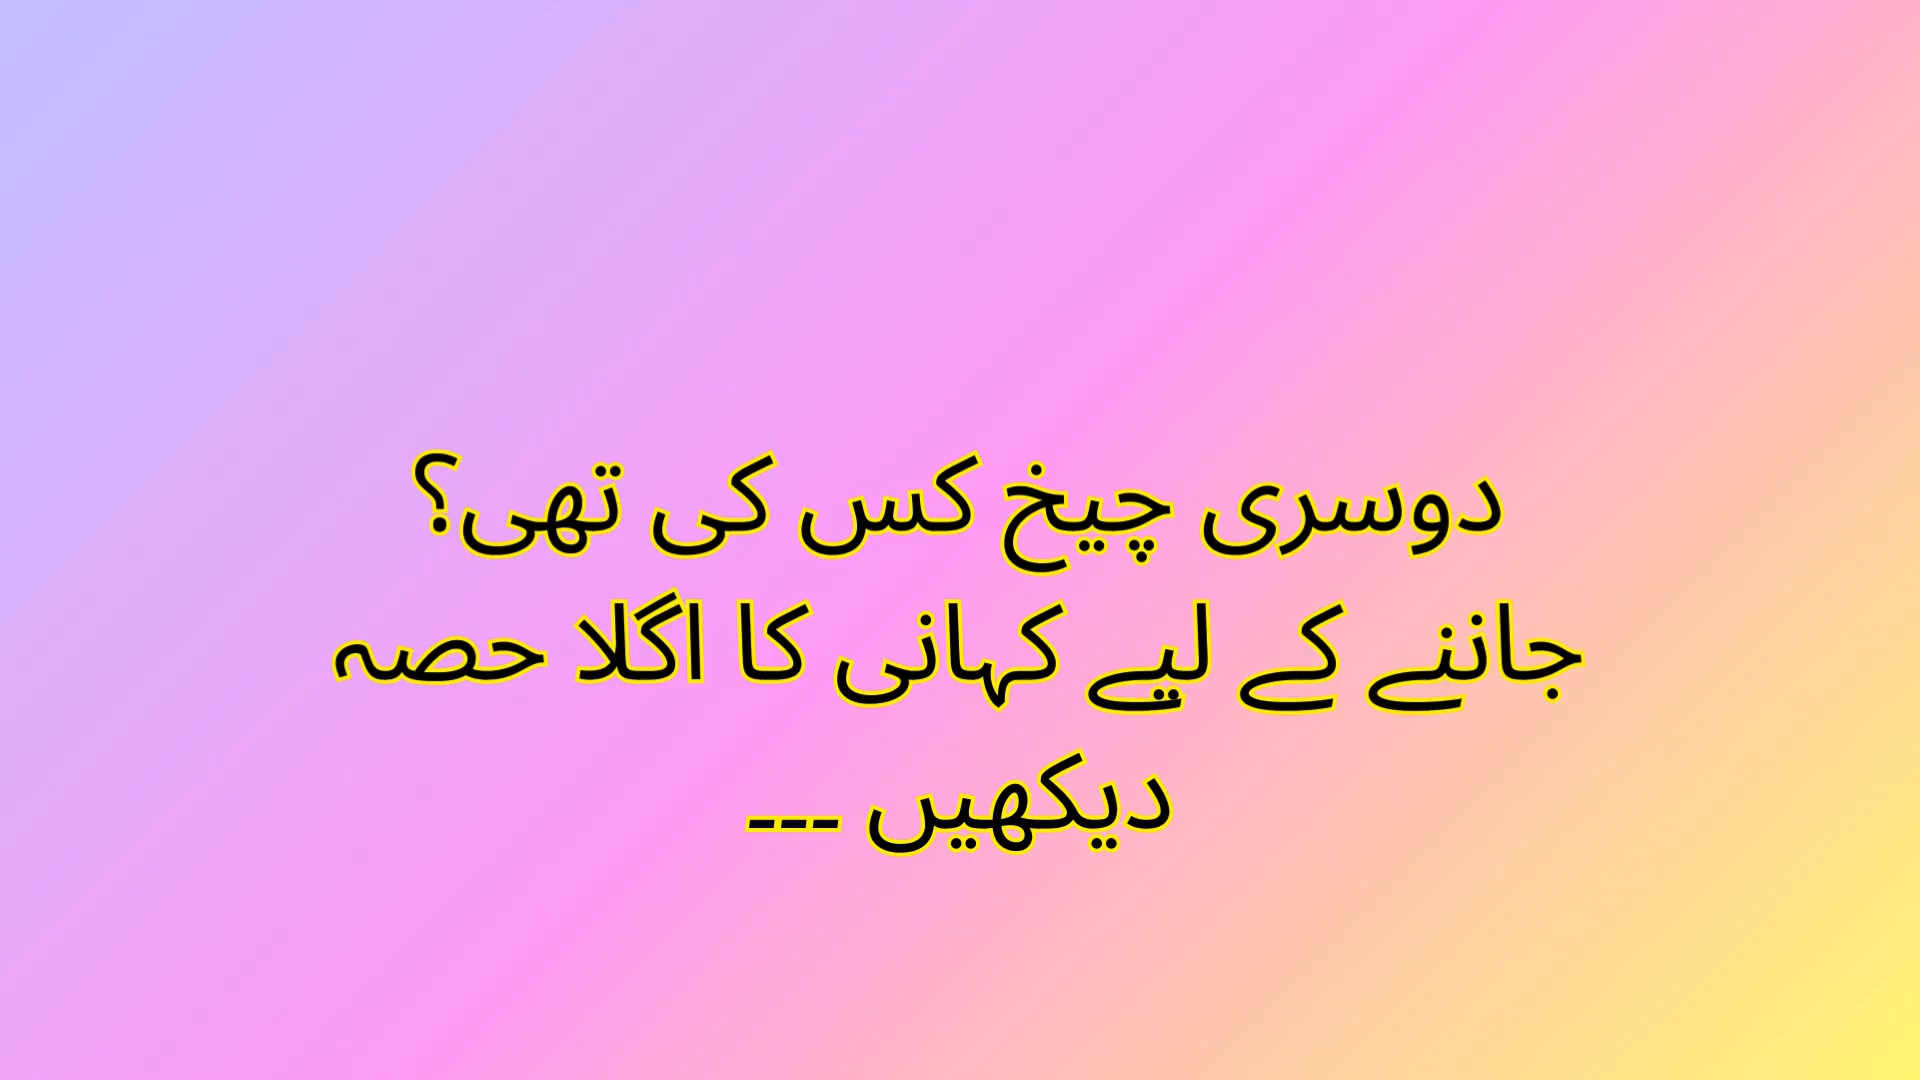 دوسری چیخ کس کی تھی؟
جاننے کے لیے کہانی کا اگلا حصہ
دیکھیں ---